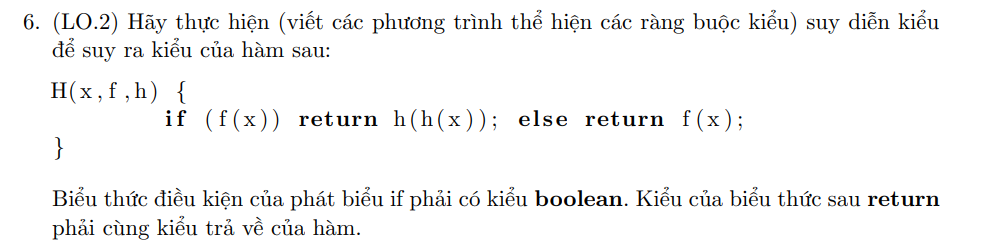 6. (LO.2) Hãy thực hiện (viết các phương trình thể hiện các ràng buộc kiểu) suy diễn kiểu
để suy ra kiểu của hàm sau:
H(x,f,h) {
if (f(x)) return h(h(x)); else return f(x);
}
Biểu thức điều kiện của phát biểu if phải có kiểu boolean. Kiểu của biểu thức sau return
phải cùng kiểu trả về của hàm.